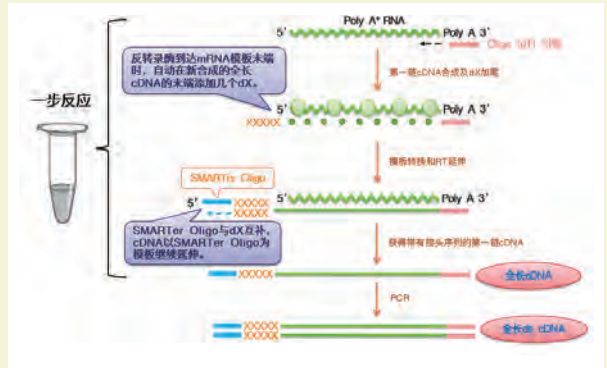 Poly A⁺ RNA
5' Poly A 3'
Oligo (dT) 引物
反转录酶到达mRNA模板末端
时，自动在新合成的全长
cDNA的末端添加几个dX。
第一链cDNA合成及dX加尾
一步反应
5' Poly A 3'
XXXXX
模板转换和RT延伸
SMARTer Oligo
5' XXXXX 5' Poly A 3'
XXXXX
SMARTer Oligo与dX互补，
cDNA以SMARTer Oligo为
模板继续延伸。
获得带有接头序列的第一链cDNA
XXXXX 全长cDNA
PCR
XXXXX 全长ds cDNA
XXXXX